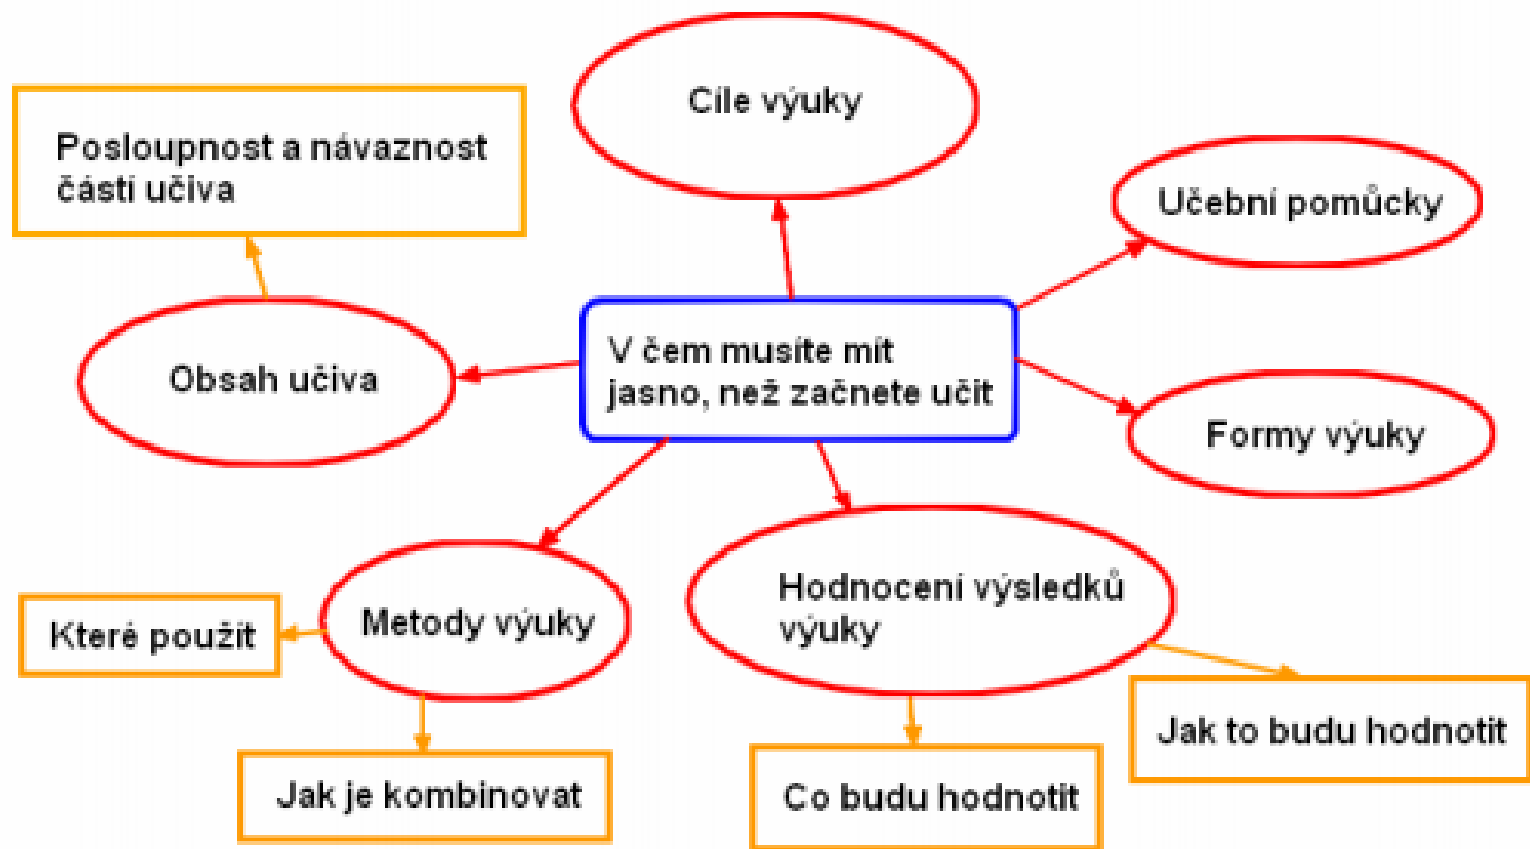 Cíle výuky
Posloupnost a návaznost
částí učiva
Učební pomůcky
V čem musíte mít
jasno, než začnete učit
Obsah učiva
Formy výuky
Hodnocení výsledků
výuky
Metody výuky
Které použít
Jak to budu hodnotit
Jak je kombinovat
Co budu hodnotit